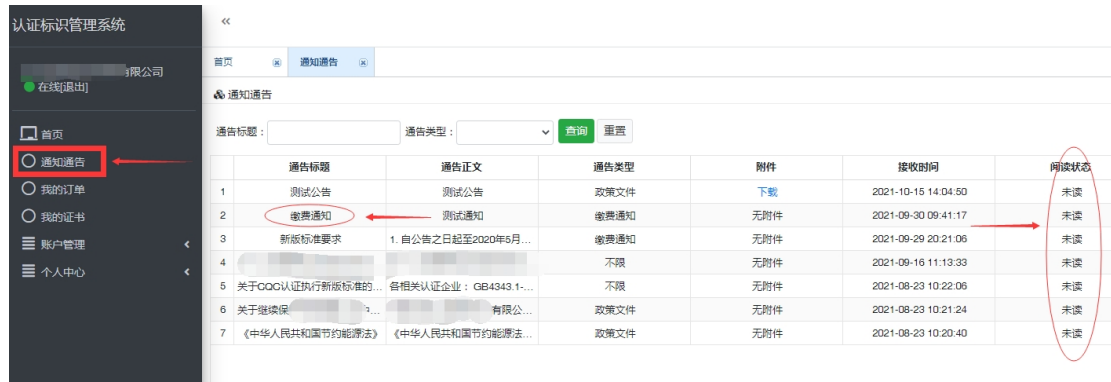 认证标识管理系统
有限公司
在线[退出]
首页
通知通告
我的订单
我的证书
账户管理
个人中心
首页 通知通告
通知通告
通告标题： 通告类型： 查询 重置
通告标题 通告正文 通告类型 附件 接收时间 阅读状态
1 测试公告 测试公告 政策文件 下载 2021-10-15 14:04:50 未读
2 缴费通知 测试通知 缴费通知 无附件 2021-09-30 09:41:17 未读
3 新版标准要求 1. 自公告之日起至2020年5月... 缴费通知 无附件 2021-09-29 20:21:06 未读
4 不限 无附件 2021-09-16 11:13:33 未读
5 关于CQC认证执行新版标准的... 各相关认证企业： GB4343.1-... 不限 无附件 2021-08-23 10:22:06 未读
6 关于继续保 ... 有限公... 政策文件 无附件 2021-08-23 10:21:24 未读
7 《中华人民共和国节约能源法》 《中华人民共和国节约能源法... 政策文件 无附件 2021-08-23 10:20:40 未读